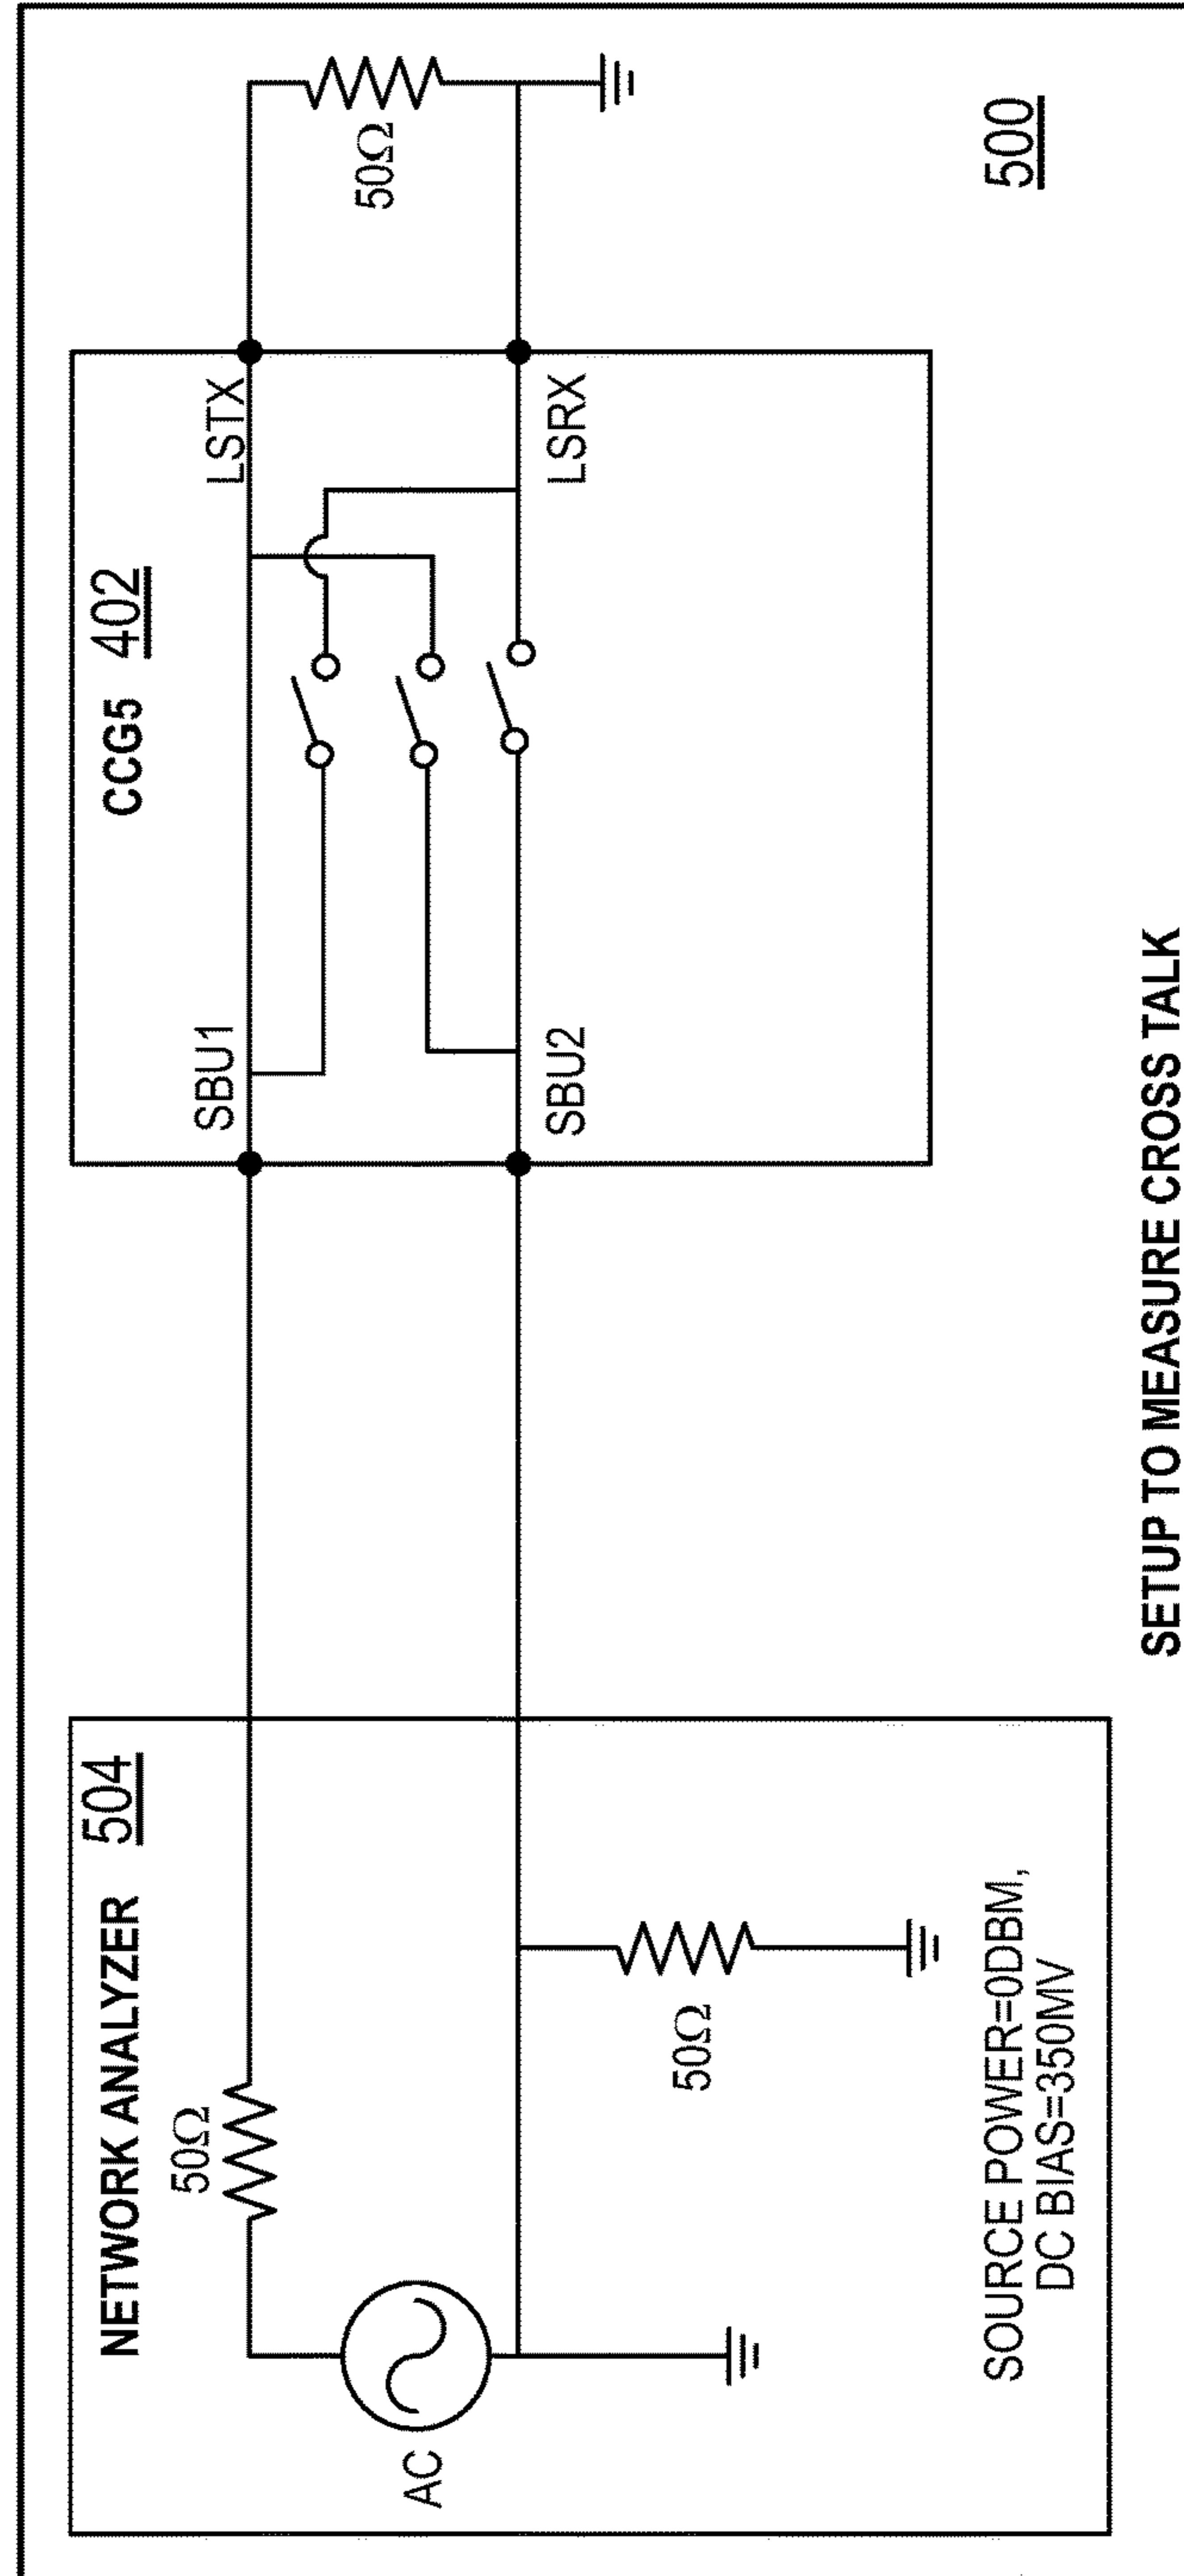 NETWORK ANALYZER 504
50Ω
AC
50Ω
SOURCE POWER=0DBM,
DC BIAS=350MV
CCG5 402
SBU1
LSTX
SBU2
LSRX
50Ω
500
SETUP TO MEASURE CROSS TALK